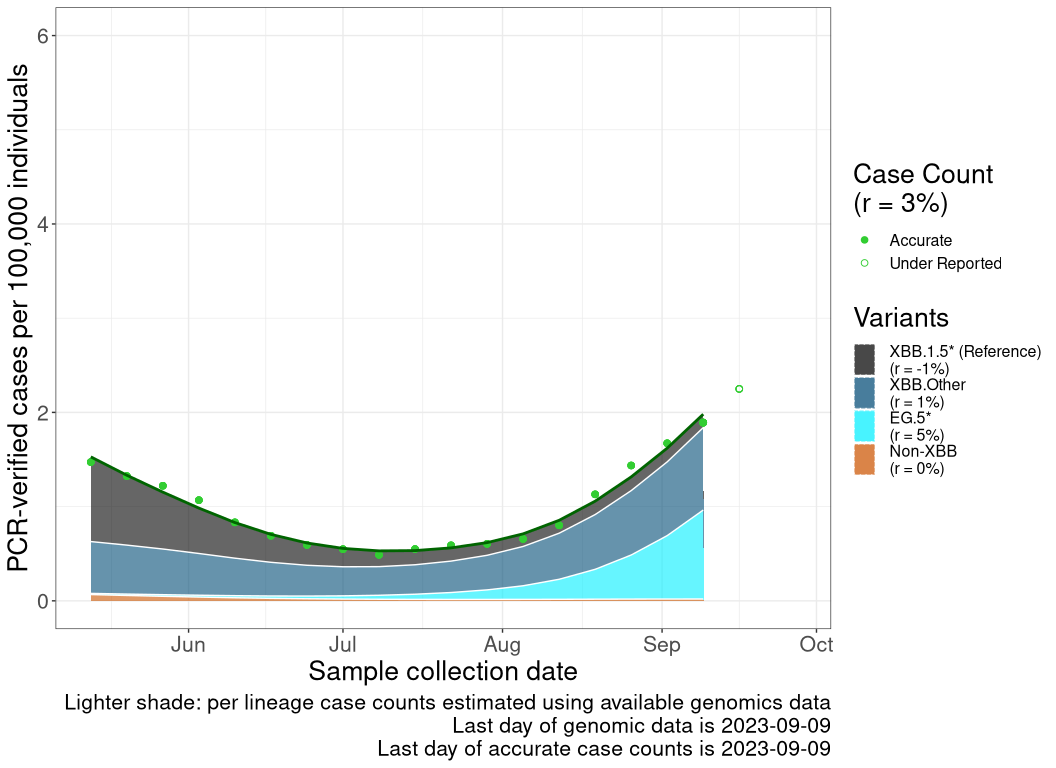 PCR-verified cases per 100,000 individuals
6
4
2
0
Jun
Jul
Aug
Sep
Oct
Sample collection date
Lighter shade: per lineage case counts estimated using available genomics data
Last day of genomic data is 2023-09-09
Last day of accurate case counts is 2023-09-09
Case Count
(r = 3%)
Accurate
Under Reported
Variants
XBB.1.5* (Reference)
(r = -1%)
XBB.Other
(r = 1%)
EG.5*
(r = 5%)
Non-XBB
(r = 0%)